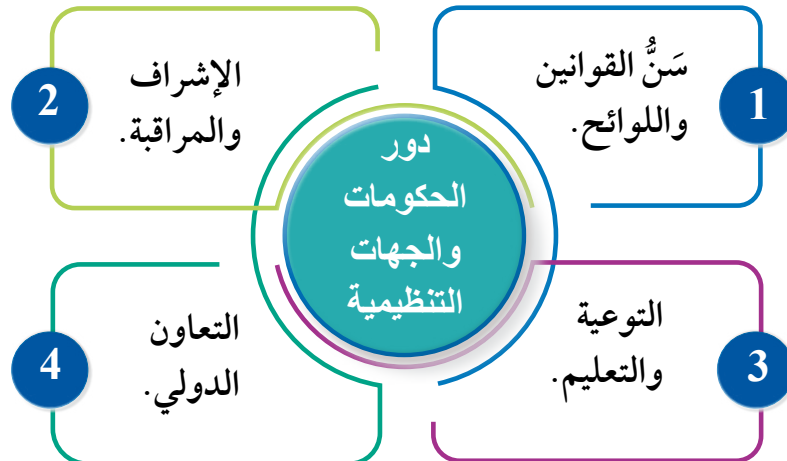 دور
الحكومات
والجهات
التنظيمية
1
سَنُّ القوانين
واللوائح.
2
الإشراف
والمراقبة.
3
التوعية
والتعليم.
4
التعاون
الدولي.